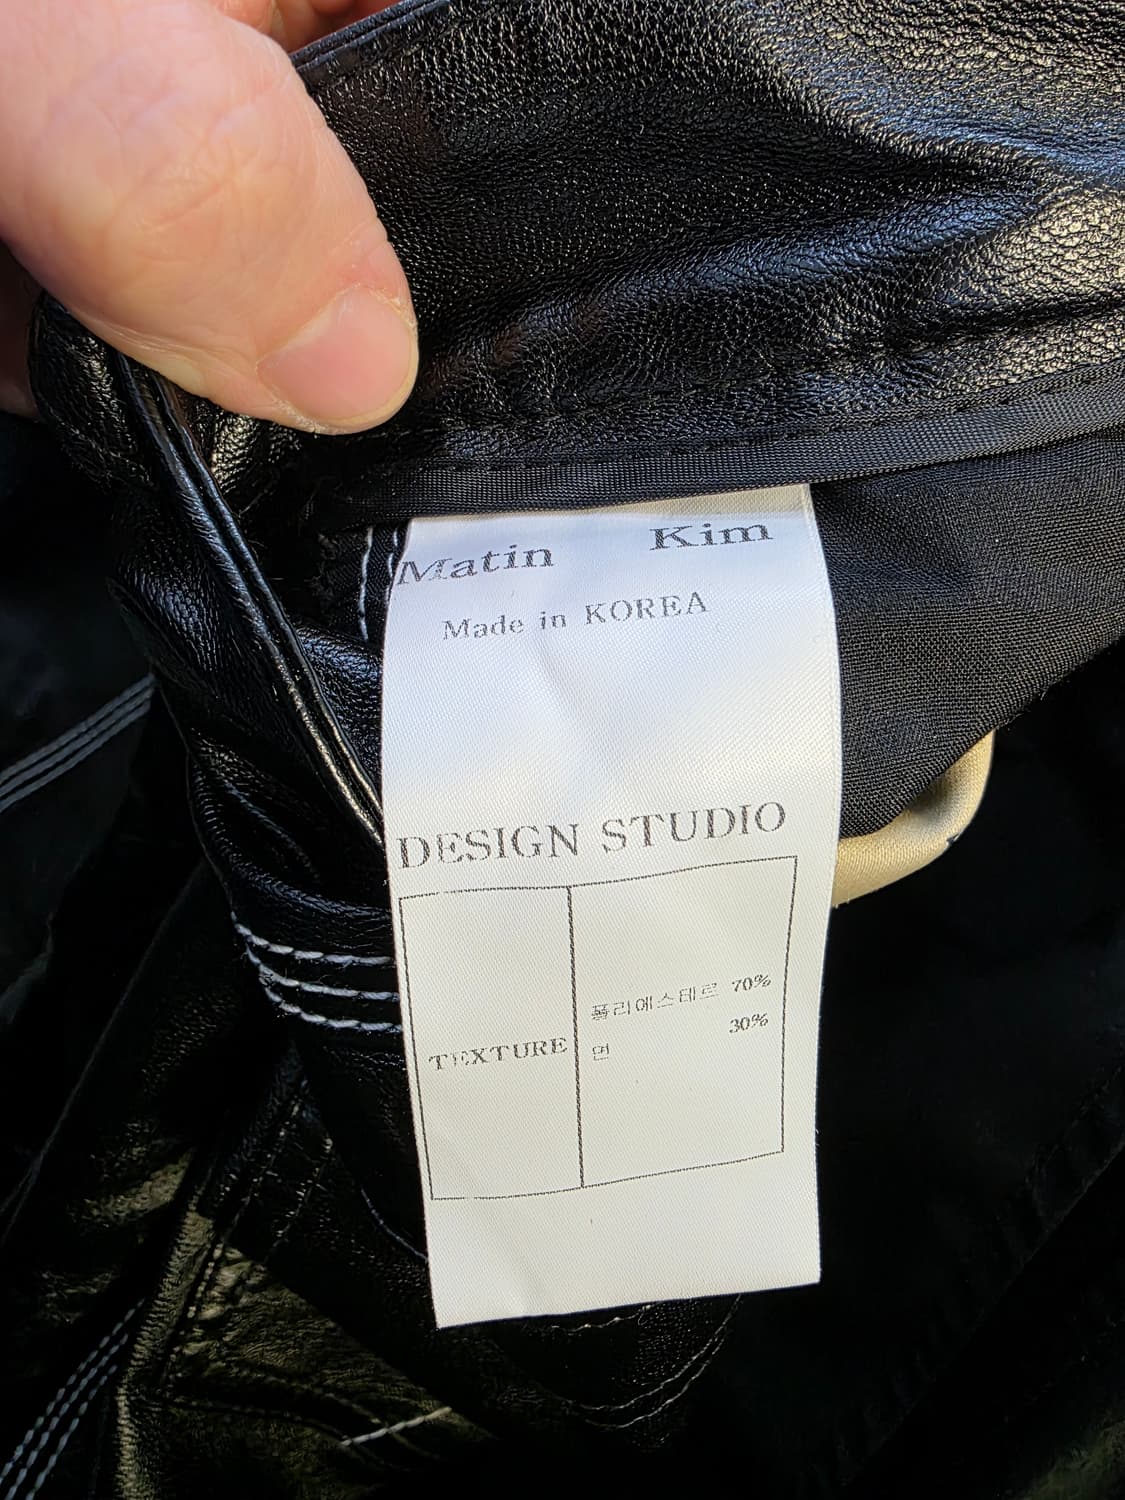 Matin Kim
Made in KOREA
DESIGN STUDIO
TEXTURE
폴리에스테르 70%
면 30%